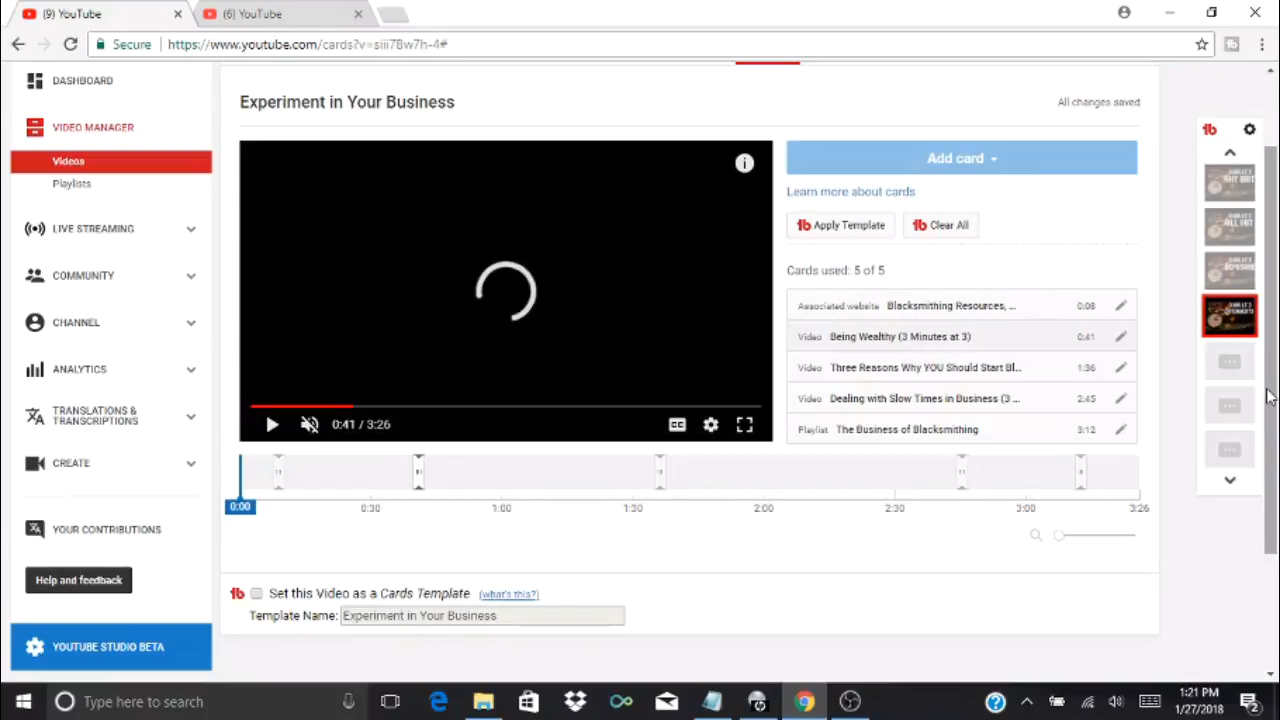 (9) YouTube
(6) YouTube
Secure
https://www.youtube.com/cards?v=siii7Bw7h-4#
DASHBOARD
VIDEO MANAGER
Videos
Playlists
LIVE STREAMING
COMMUNITY
CHANNEL
ANALYTICS
TRANSLATIONS &
TRANSCRIPTIONS
CREATE
YOUR CONTRIBUTIONS
Help and feedback
YOUTUBE STUDIO BETA
Experiment in Your Business
All changes saved
Add card
Learn more about cards
Apply Template
Clear All
Cards used: 5 of 5
Associated website Blacksmithing Resources, ... 0:08
Video Being Wealthy (3 Minutes at 3) 0:41
Video Three Reasons Why YOU Should Start Bl... 1:36
Video Dealing with Slow Times in Business (3 ... 2:45
Playlist The Business of Blacksmithing 3:12
0:41 / 3:26
0:00
0:30
1:00
1:30
2:00
2:30
3:00
3:26
Set this Video as a Cards Template (what's this?)
Template Name: Experiment in Your Business
Type here to search
1:21 PM
1/27/2018
2